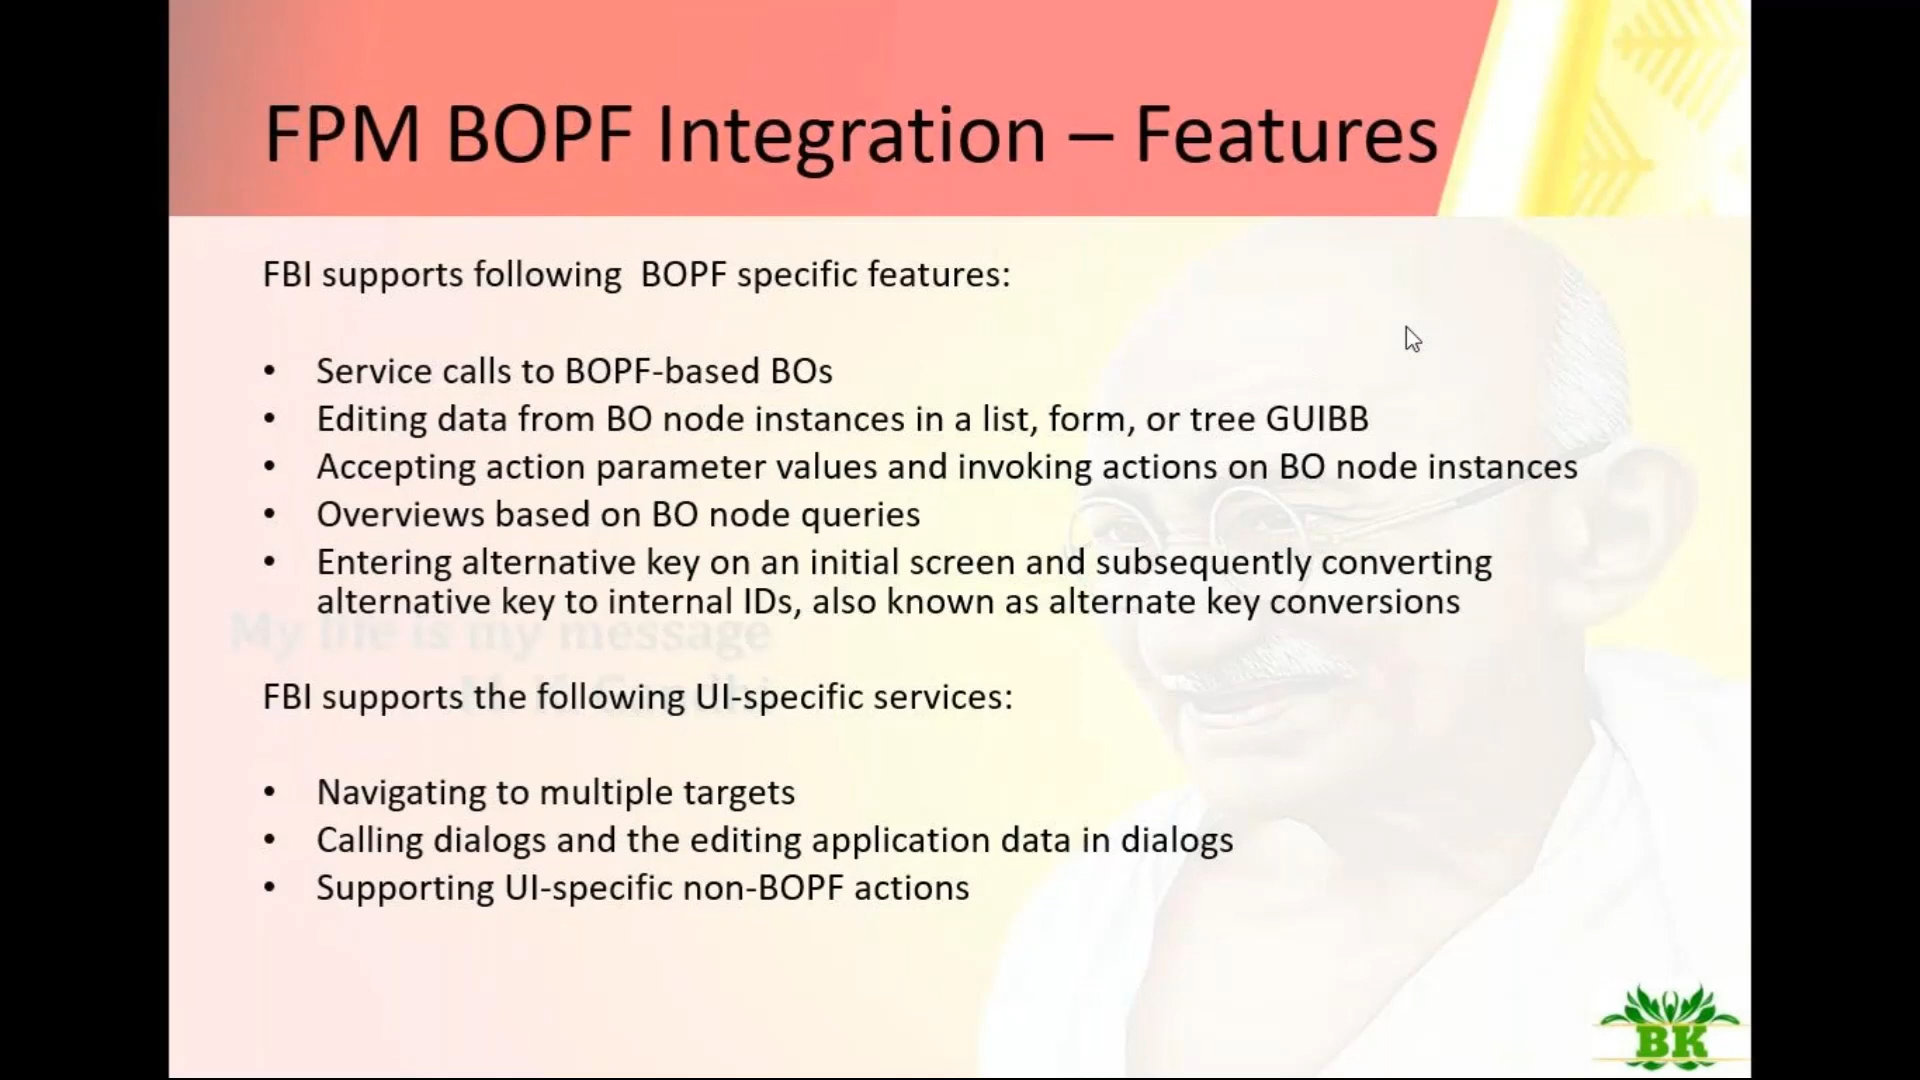 FPM BOPF Integration – Features
FBI supports following BOPF specific features:
• Service calls to BOPF-based BOs
• Editing data from BO node instances in a list, form, or tree GUIBB
• Accepting action parameter values and invoking actions on BO node instances
• Overviews based on BO node queries
• Entering alternative key on an initial screen and subsequently converting
alternative key to internal IDs, also known as alternate key conversions
My life is my message
FBI supports the following UI-specific services:
• Navigating to multiple targets
• Calling dialogs and the editing application data in dialogs
• Supporting UI-specific non-BOPF actions
BK